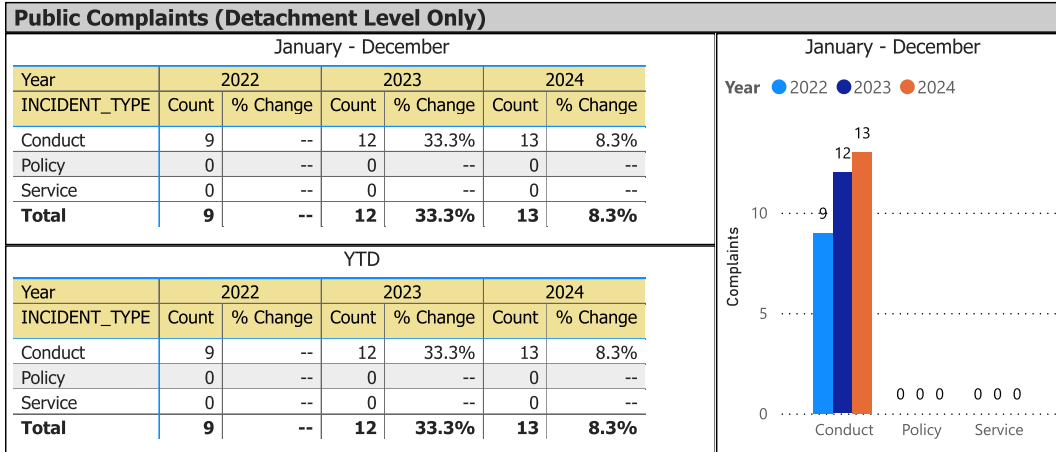 Public Complaints (Detachment Level Only)
January - December
Year 2022 2023 2024
INCIDENT_TYPE Count % Change Count % Change Count % Change
Conduct 9 -- 12 33.3% 13 8.3%
Policy 0 -- 0 -- 0 --
Service 0 -- 0 -- 0 --
Total 9 -- 12 33.3% 13 8.3%
YTD
Year 2022 2023 2024
INCIDENT_TYPE Count % Change Count % Change Count % Change
Conduct 9 -- 12 33.3% 13 8.3%
Policy 0 -- 0 -- 0 --
Service 0 -- 0 -- 0 --
Total 9 -- 12 33.3% 13 8.3%
January - December
Year 2022 2023 2024
13
12
10 9
Complaints
5
0 0 0 0 0 0
0
Conduct Policy Service